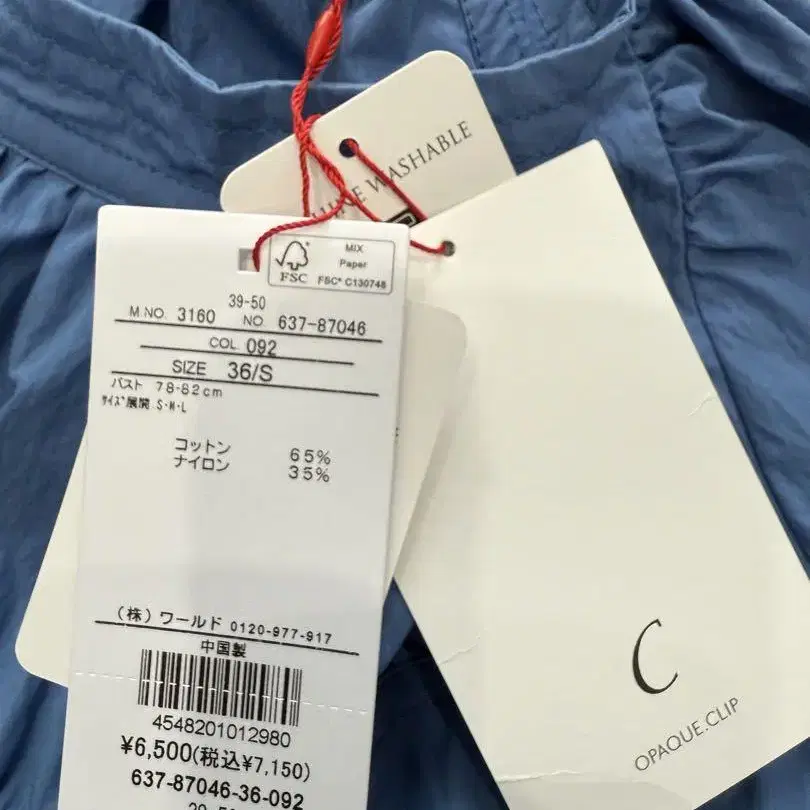 HINE WASHABLE
MIX
Paper
FSC
FSC® C130748
39-50
M.NO. 3160 NO 637-87046
COL 092
SIZE 36/S
バスト 78-82cm
ｻｲｽﾞ展開 S・M・L
コットン 65%
ナイロン 35%
(株)ワールド 0120-977-917
中国製
4548201012980
¥6,500(税込¥7,150)
637-87046-36-092
39-50
C
OPAQUE.CLIP